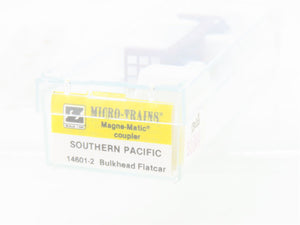 MICRO-TRAINS®
Magne-Matic®
coupler
SOUTHERN PACIFIC
14601-2 Bulkhead Flatcar